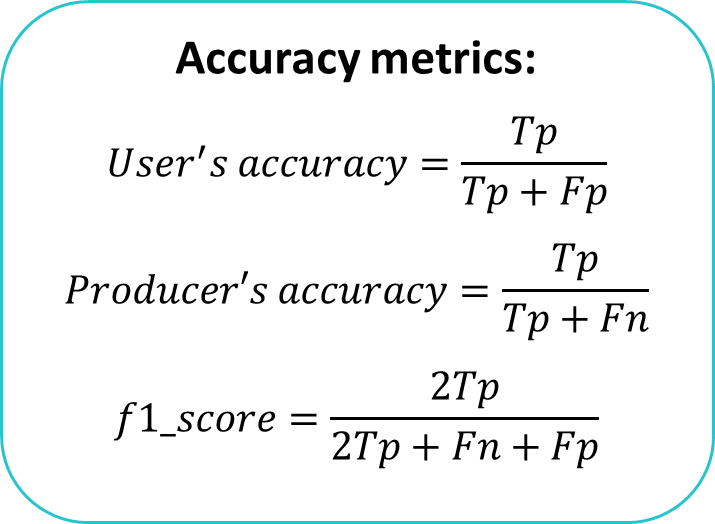 Accuracy metrics:
User's accuracy = Tp / (Tp + Fp)
Producer's accuracy = Tp / (Tp + Fn)
f1_score = 2Tp / (2Tp + Fn + Fp)